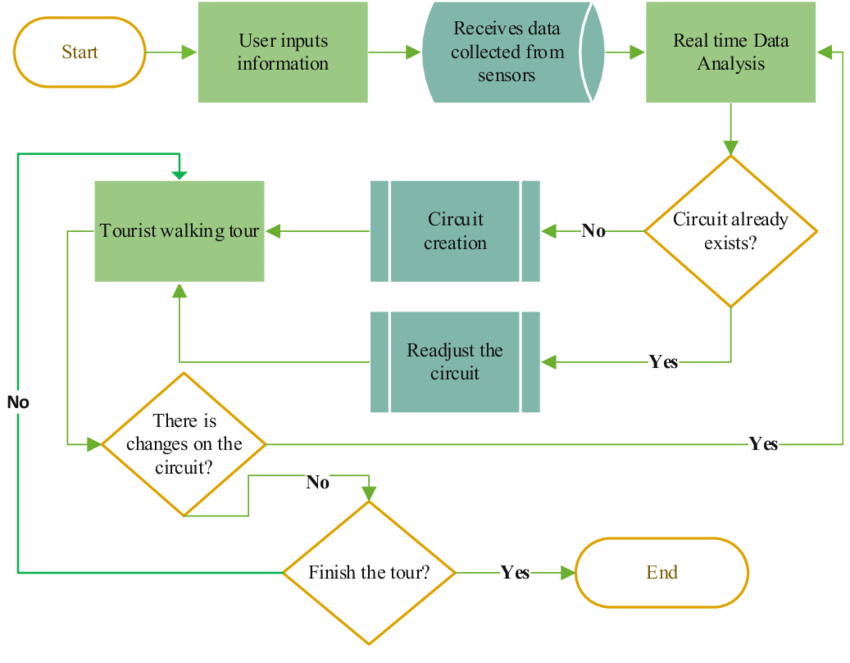 Start
User inputs
information
Receives data
collected from
sensors
Real time Data
Analysis
Tourist walking tour
Circuit
creation
No
Circuit already
exists?
Readjust the
circuit
Yes
No
There is
changes on the
circuit?
Yes
No
Finish the tour?
Yes
End